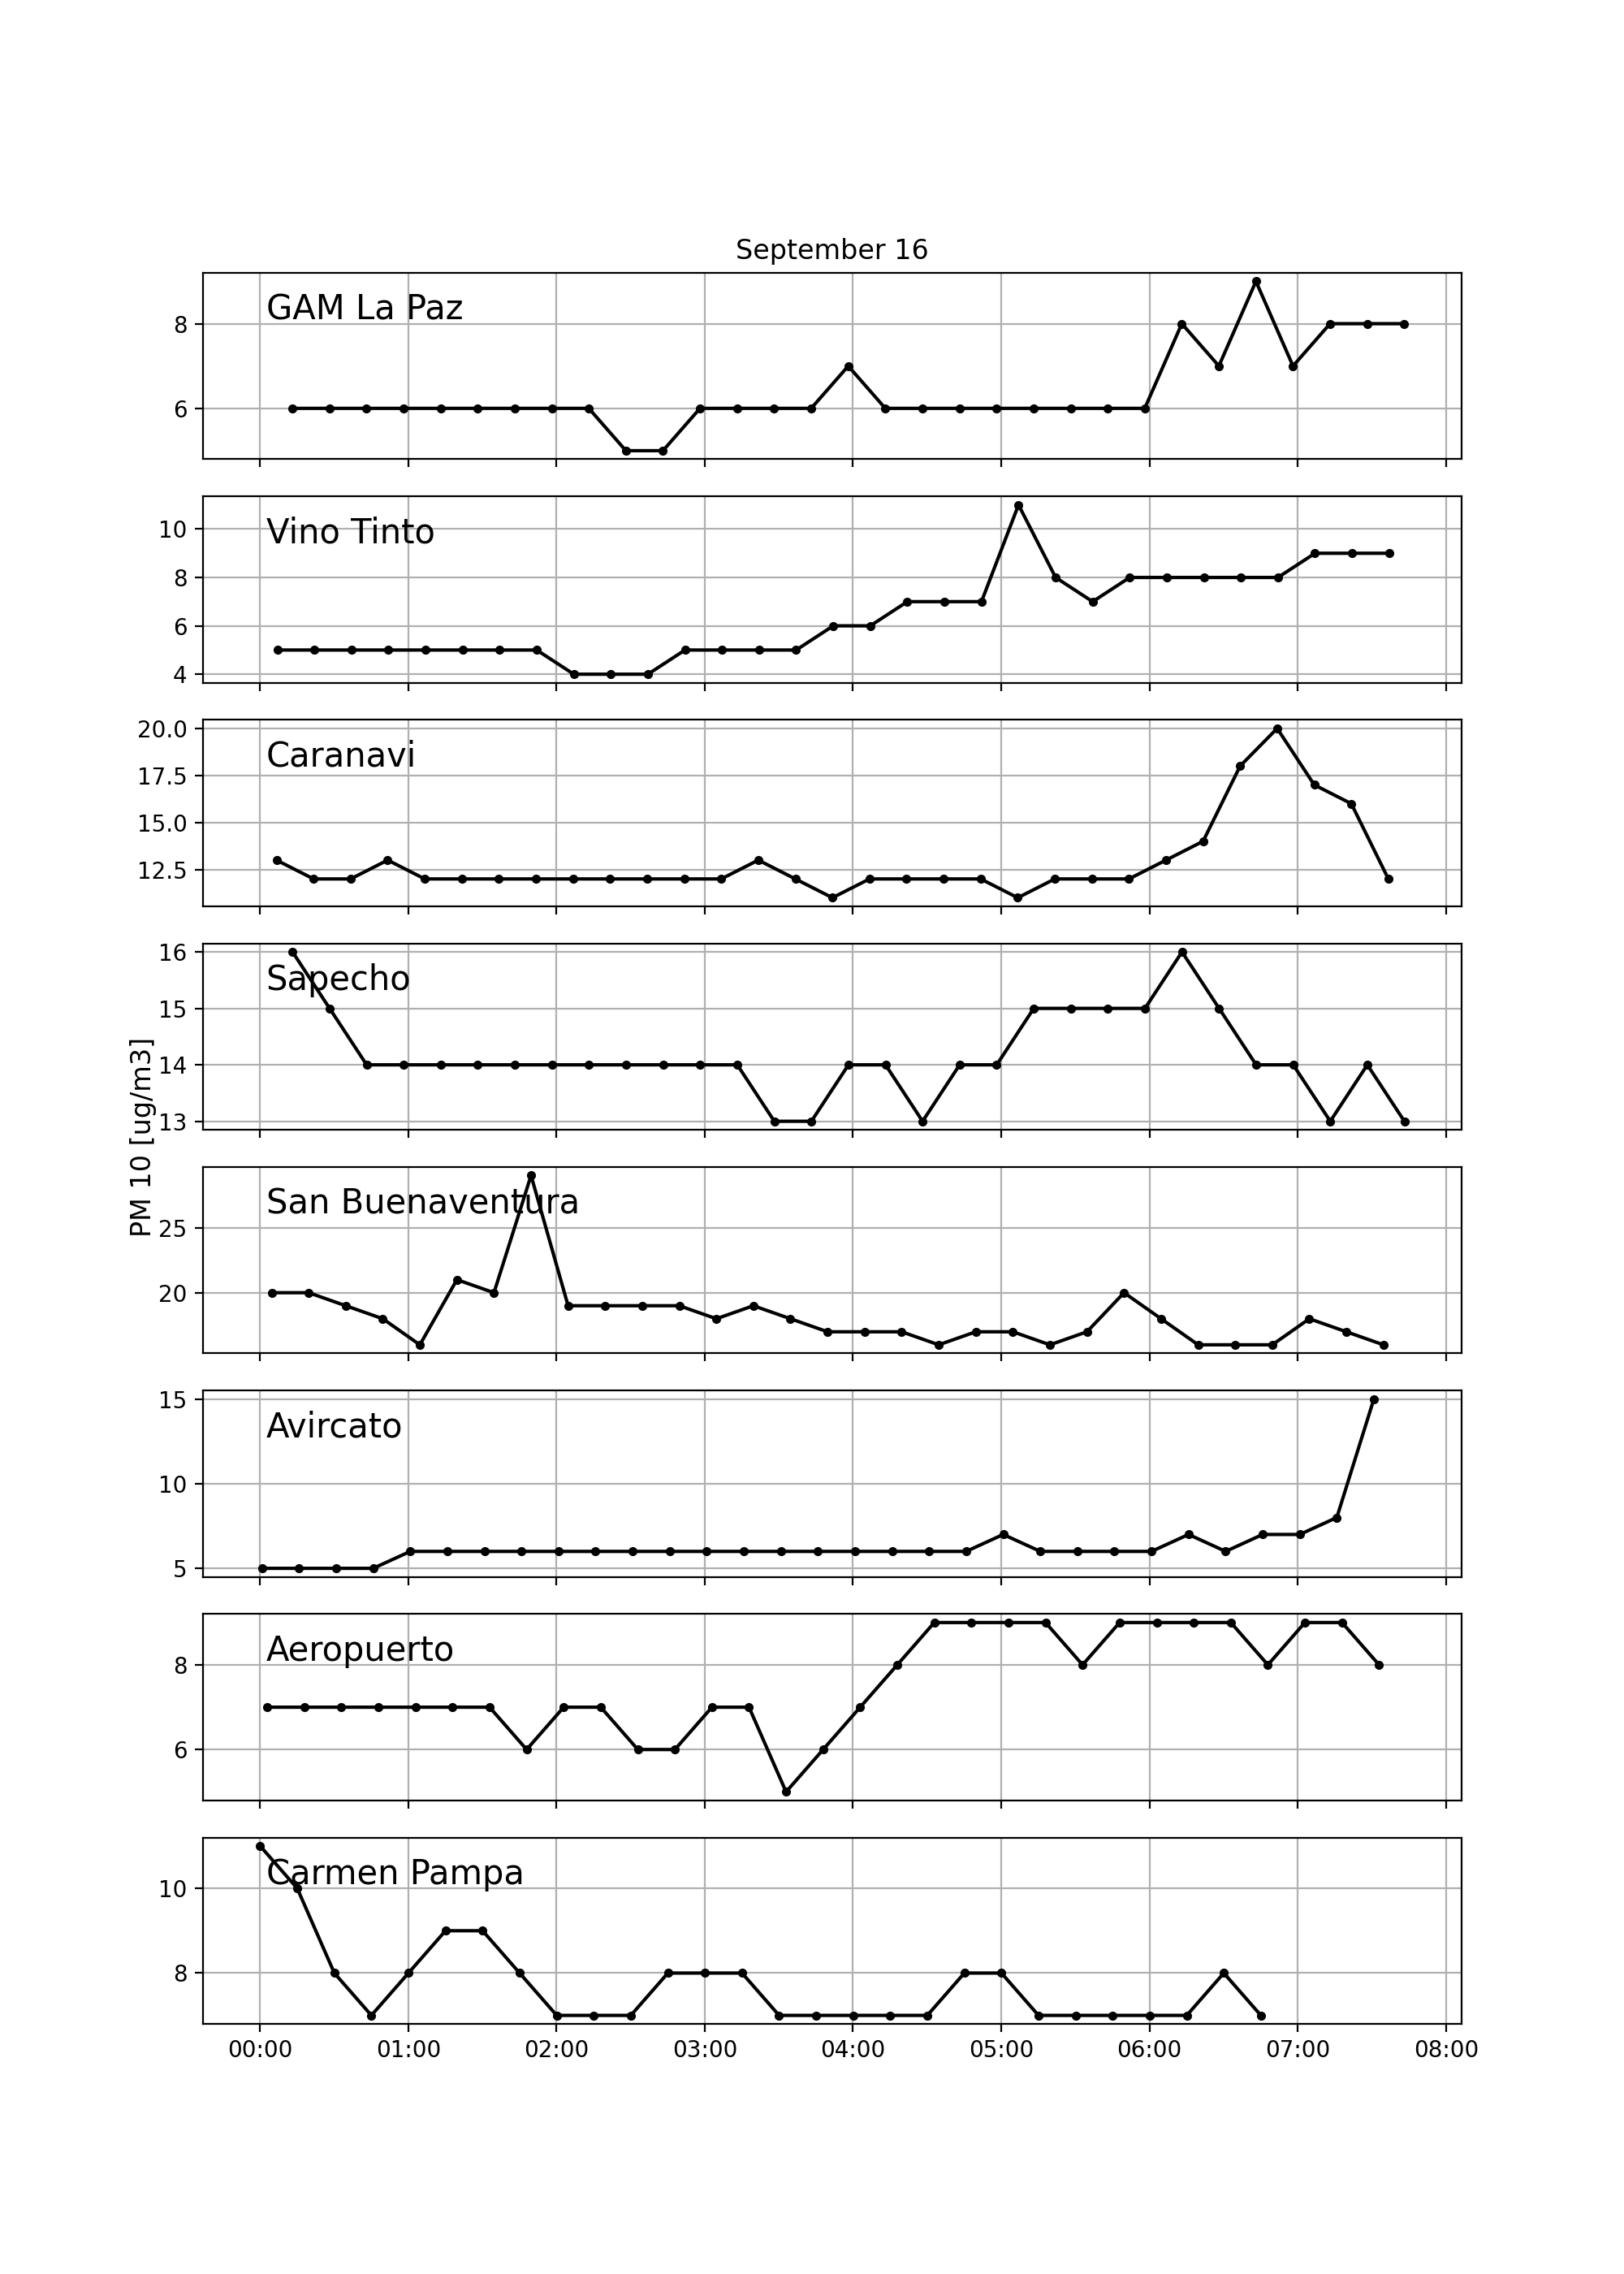 September 16
GAM La Paz
8
6
Vino Tinto
10
8
6
4
Caranavi
20.0
17.5
15.0
12.5
Sapecho
16
15
14
13
PM 10 [ug/m3]
San Buenaventura
25
20
Avircato
15
10
5
Aeropuerto
8
6
Carmen Pampa
10
8
00:00 01:00 02:00 03:00 04:00 05:00 06:00 07:00 08:00